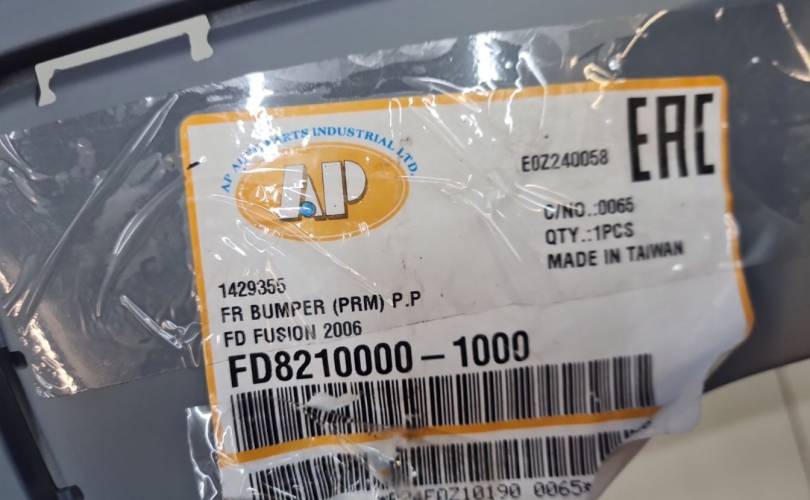 AP AUTO PARTS INDUSTRIAL LTD.
AP
E0Z240058
EAC
C/NO.:0065
QTY.:1PCS
MADE IN TAIWAN
1429355
FR BUMPER (PRM) P.P
FD FUSION 2006
FD8210000-1000
0065*